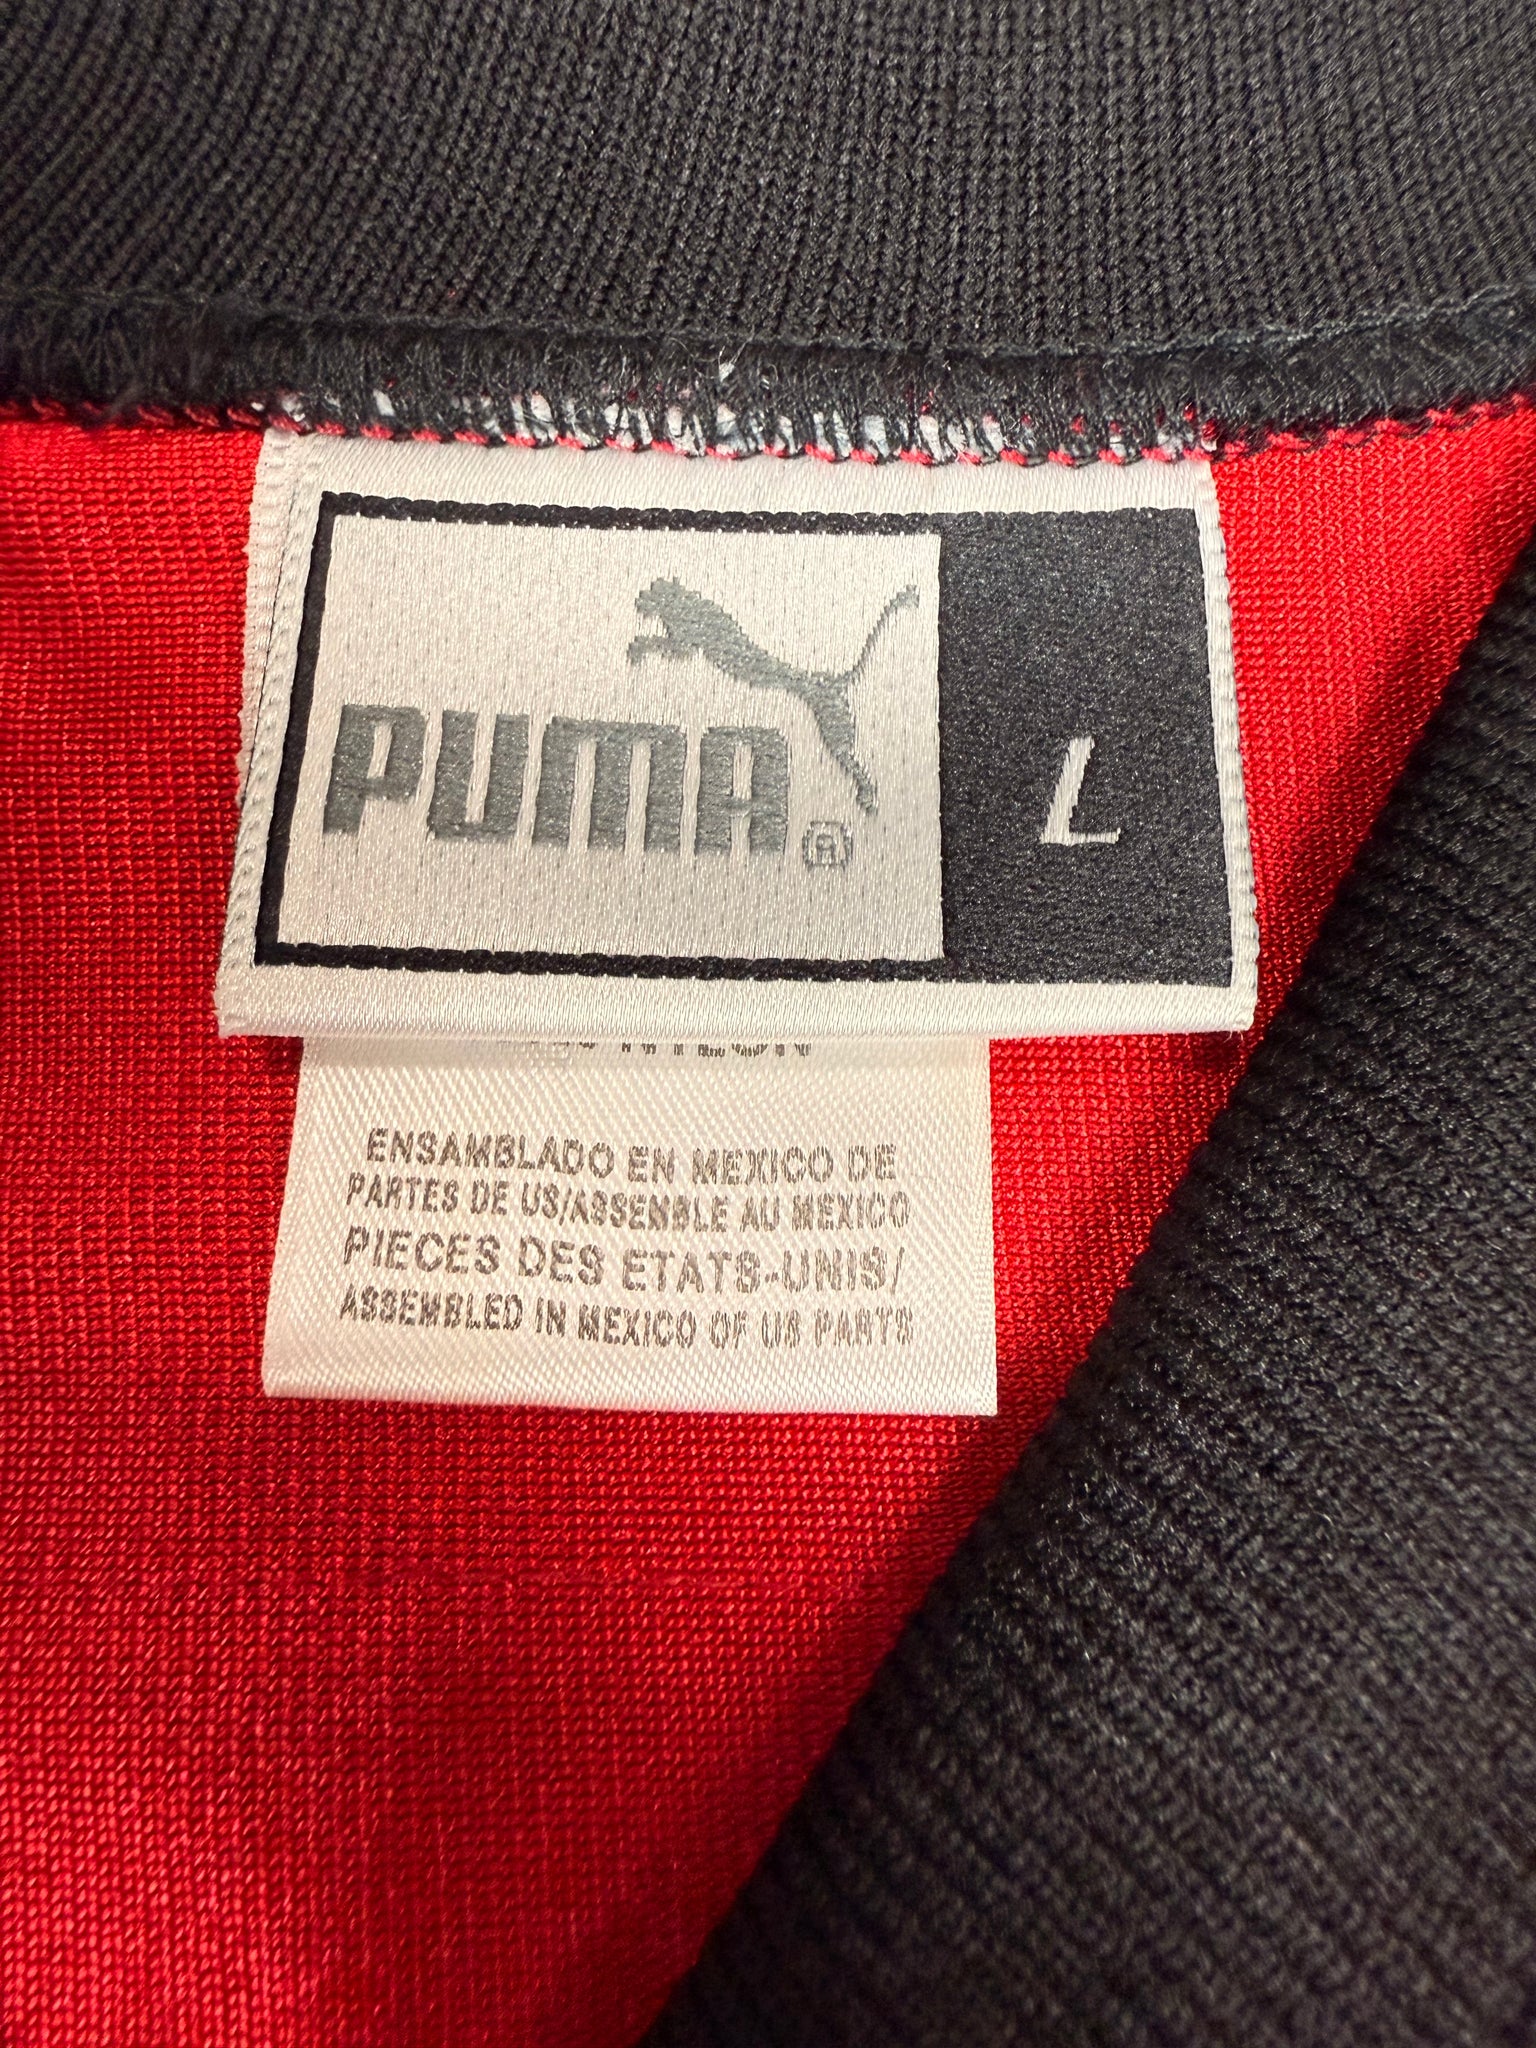 PUMA ®
L
NYLON
ENSAMBLADO EN MEXICO DE
PARTES DE US/ASSEMBLE AU MEXICO
PIECES DES ETATS-UNIS/
ASSEMBLED IN MEXICO OF US PARTS